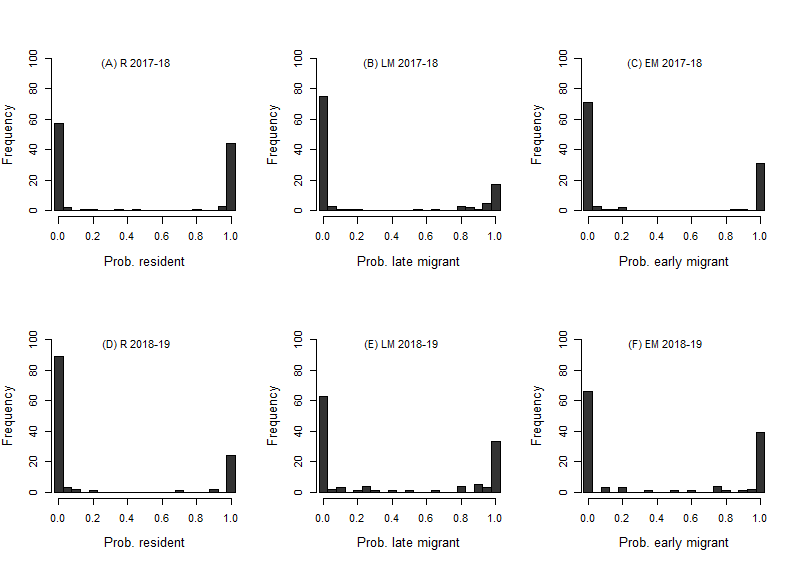 (A) R 2017-18
Frequency
0 20 40 60 80 100
0.0 0.2 0.4 0.6 0.8 1.0
Prob. resident
(B) LM 2017-18
Frequency
0 20 40 60 80 100
0.0 0.2 0.4 0.6 0.8 1.0
Prob. late migrant
(C) EM 2017-18
Frequency
0 20 40 60 80 100
0.0 0.2 0.4 0.6 0.8 1.0
Prob. early migrant
(D) R 2018-19
Frequency
0 20 40 60 80 100
0.0 0.2 0.4 0.6 0.8 1.0
Prob. resident
(E) LM 2018-19
Frequency
0 20 40 60 80 100
0.0 0.2 0.4 0.6 0.8 1.0
Prob. late migrant
(F) EM 2018-19
Frequency
0 20 40 60 80 100
0.0 0.2 0.4 0.6 0.8 1.0
Prob. early migrant